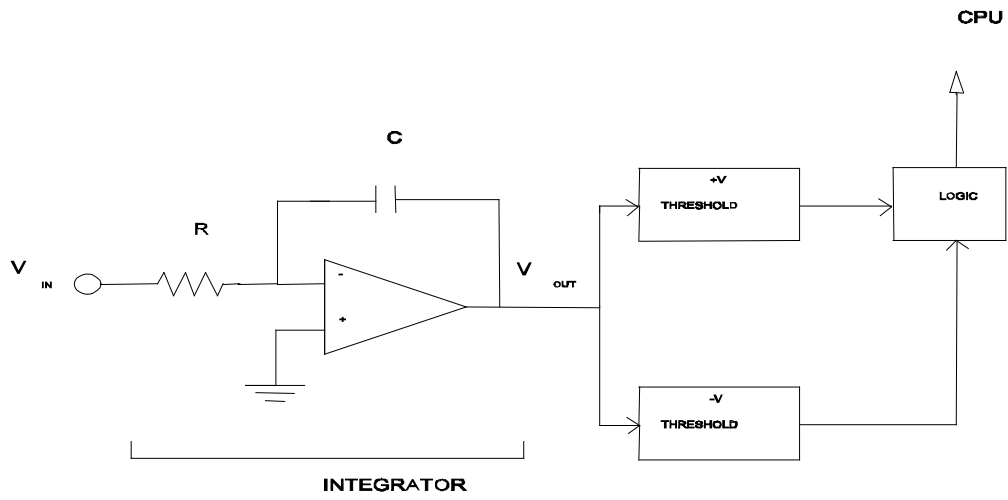 CPU
C
+V
THRESHOLD
LOGIC
R
V IN
-
+
V OUT
-V
THRESHOLD
INTEGRATOR